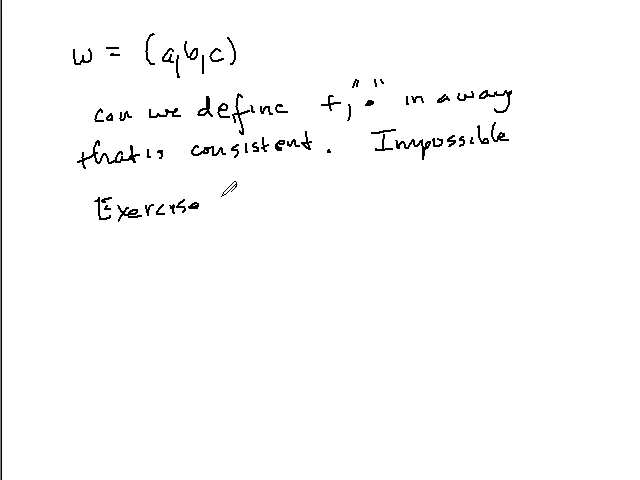 w = (a,b,c)
can we define +, "·" in a way
that is consistent. Impossible
Exercise